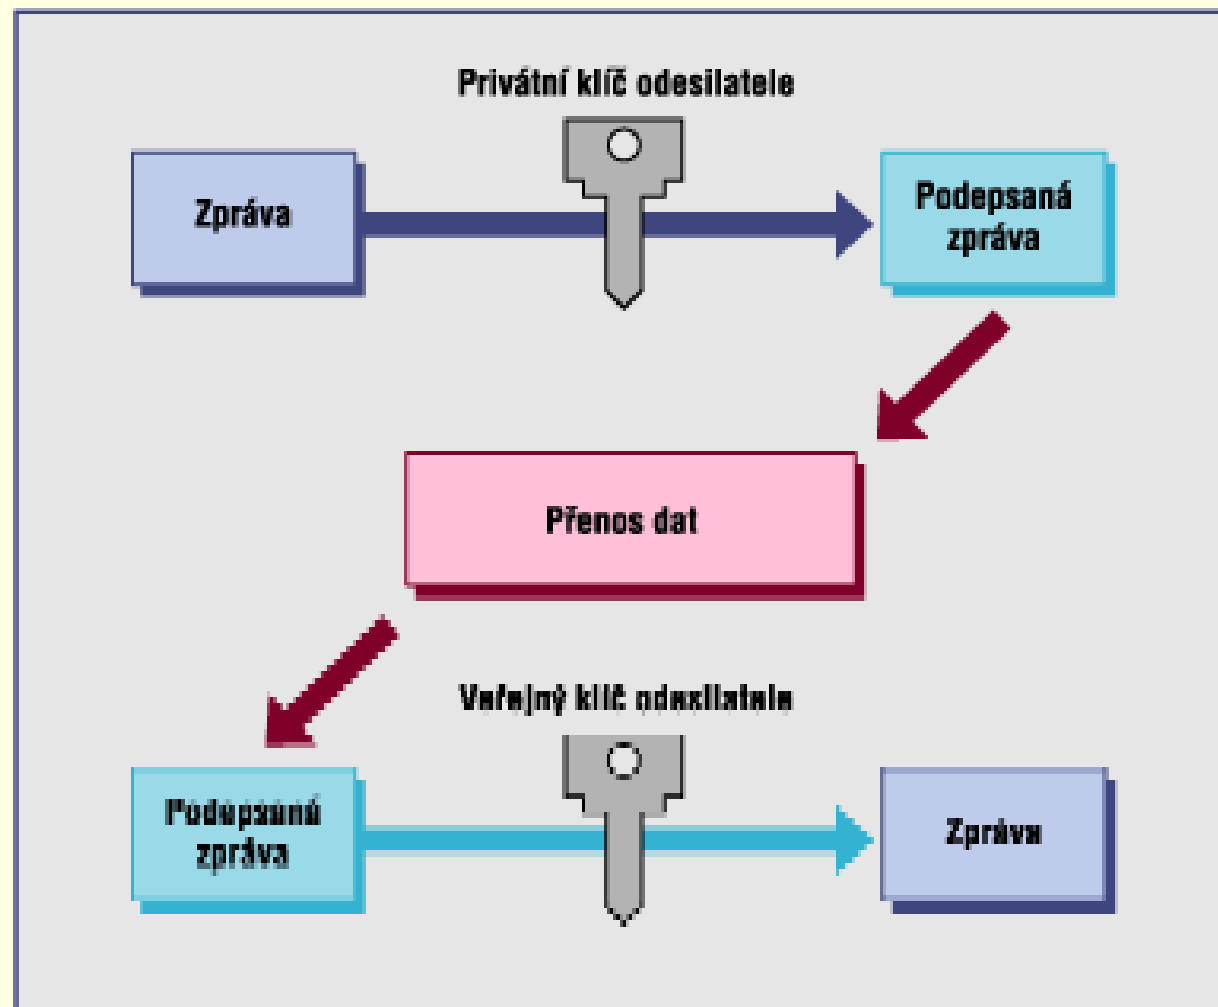 Privátní klíč odesilatele
Zpráva
Podepsaná
zpráva
Přenos dat
Veřejný klíč odesilatele
Podepsaná
zpráva
Zpráva